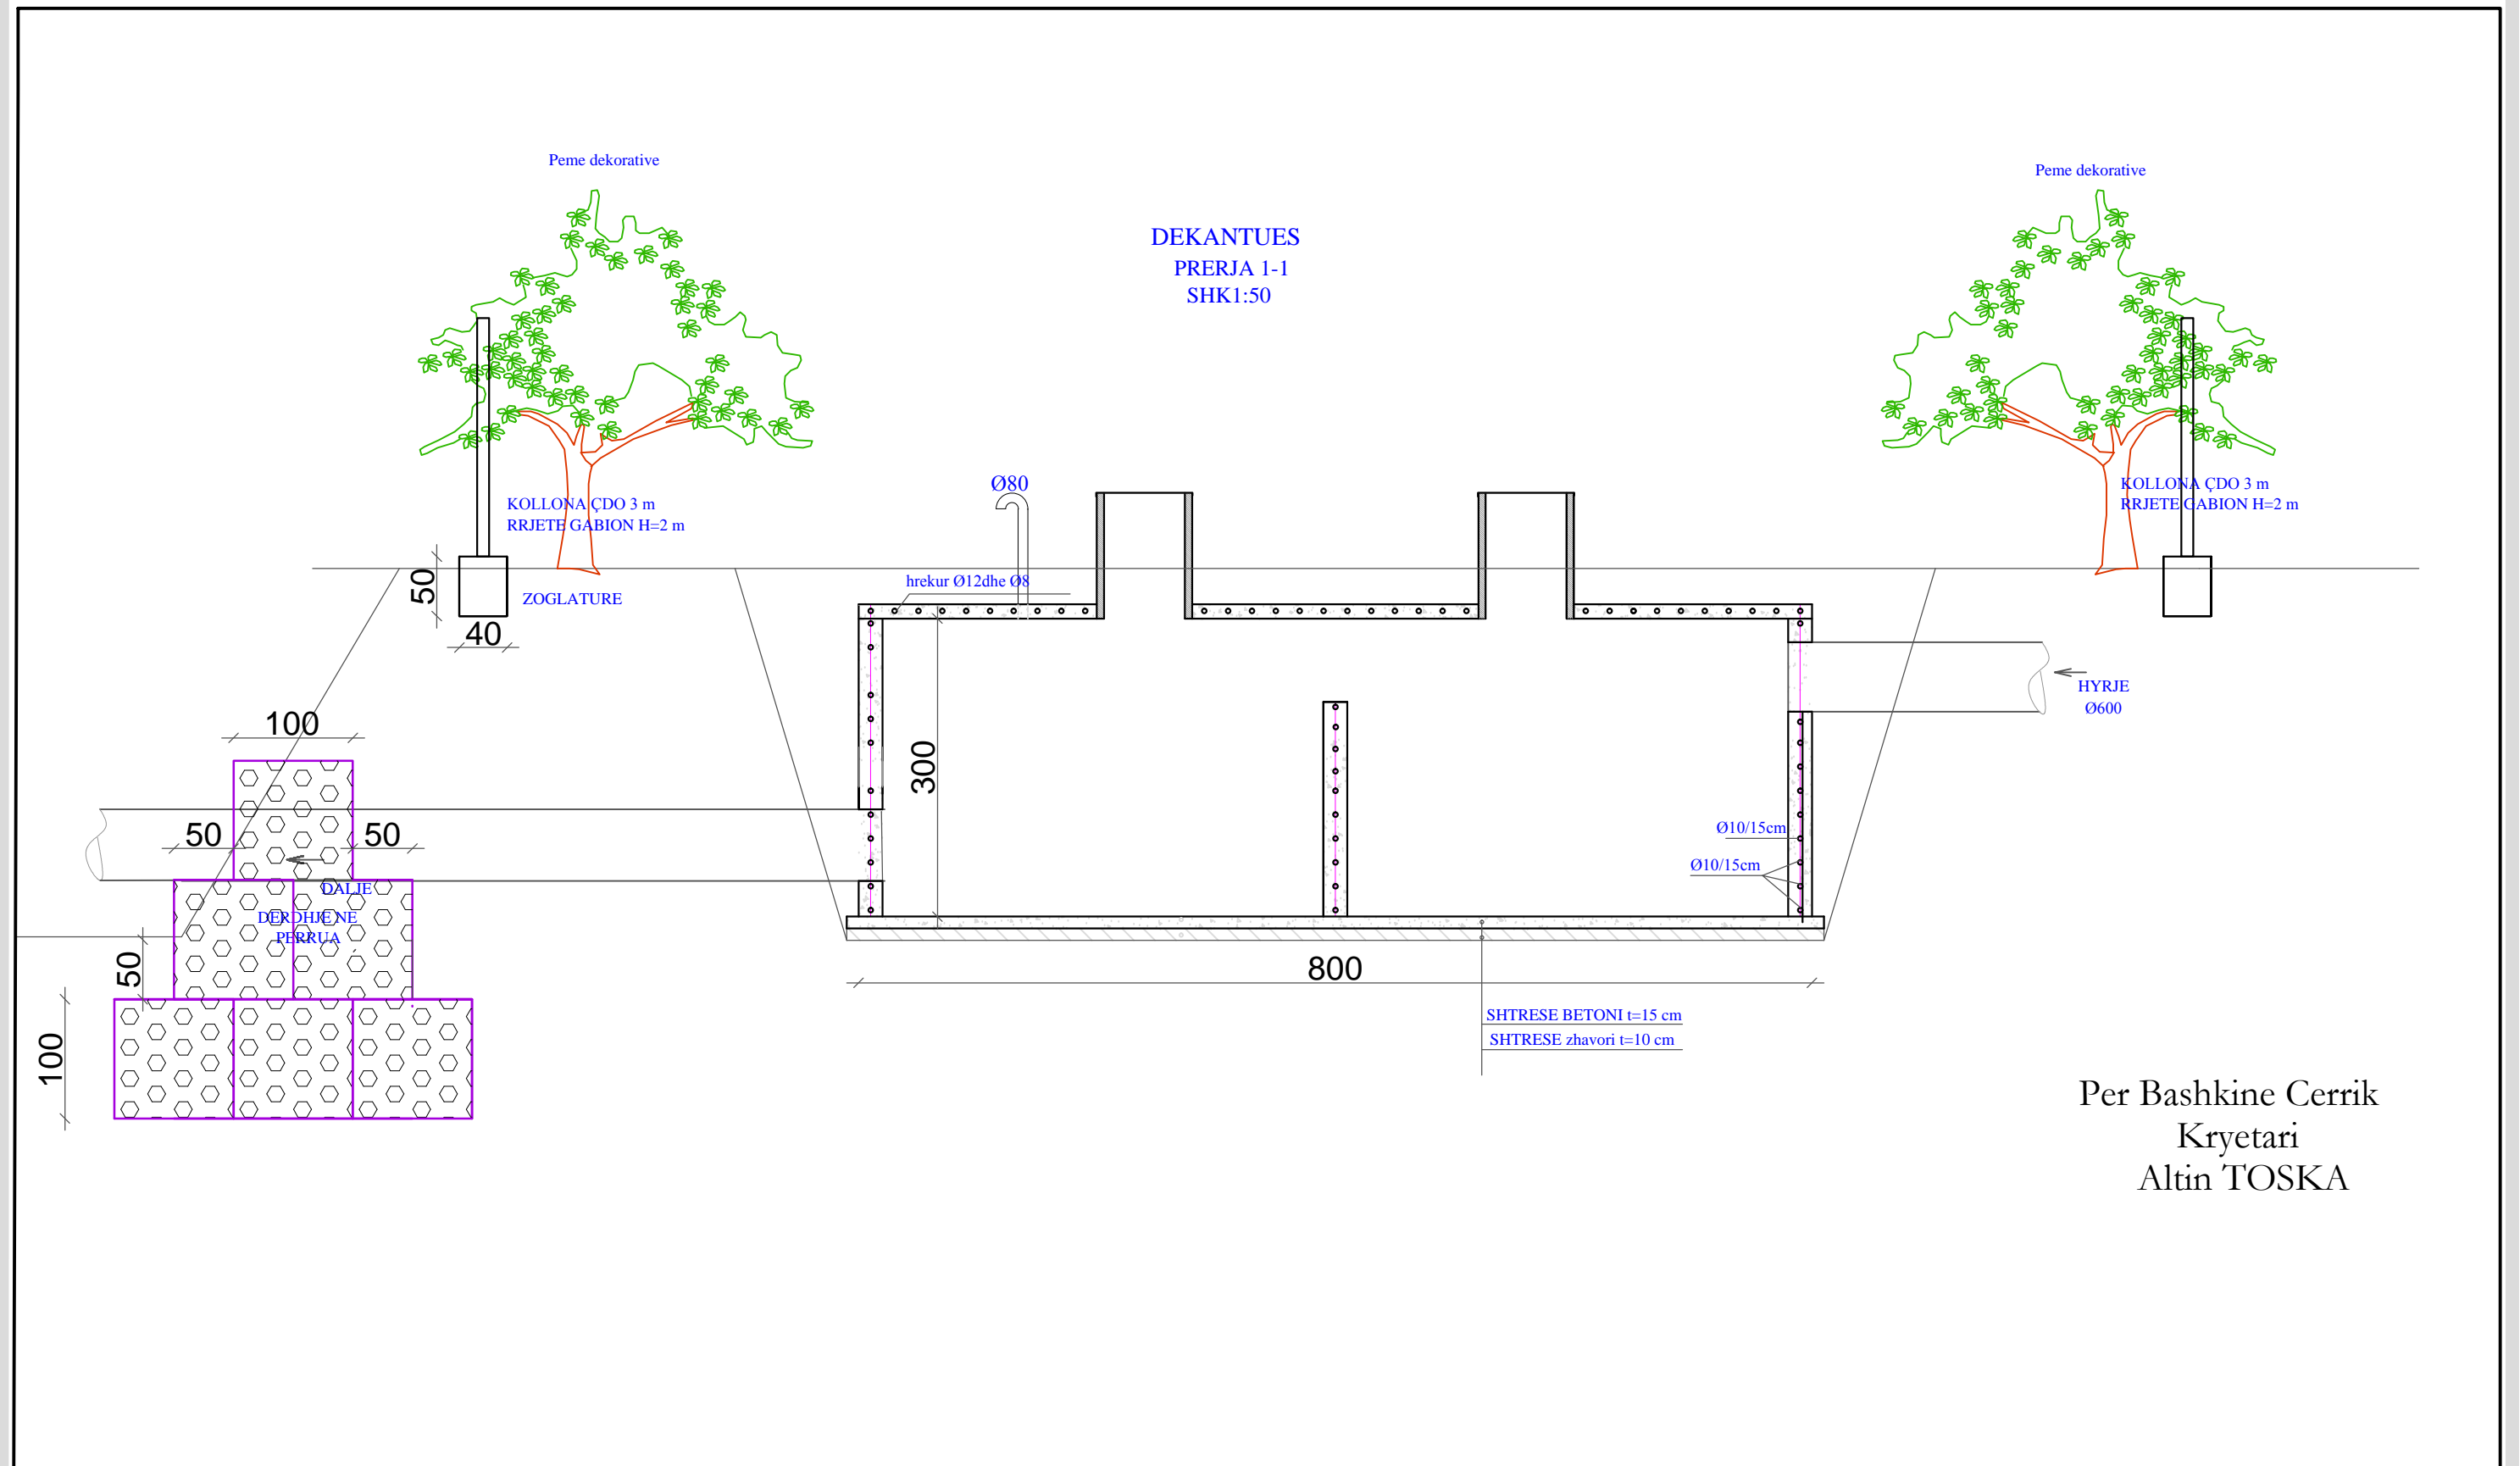 Peme dekorative
Peme dekorative
DEKANTUES
PRERJA 1-1
SHK1:50
Ø80
KOLLONA ÇDO 3 m
RRJETE GABION H=2 m
KOLLONA ÇDO 3 m
RRJETE GABION H=2 m
hrekur Ø12dhe Ø8
50
ZOGLATURE
40
HYRJE
Ø600
100
300
50
50
Ø10/15cm
Ø10/15cm
DALJE
DERDHJE NE
PERRUA
50
800
100
SHTRESE BETONI t=15 cm
SHTRESE zhavori t=10 cm
Per Bashkine Cerrik
Kryetari
Altin TOSKA